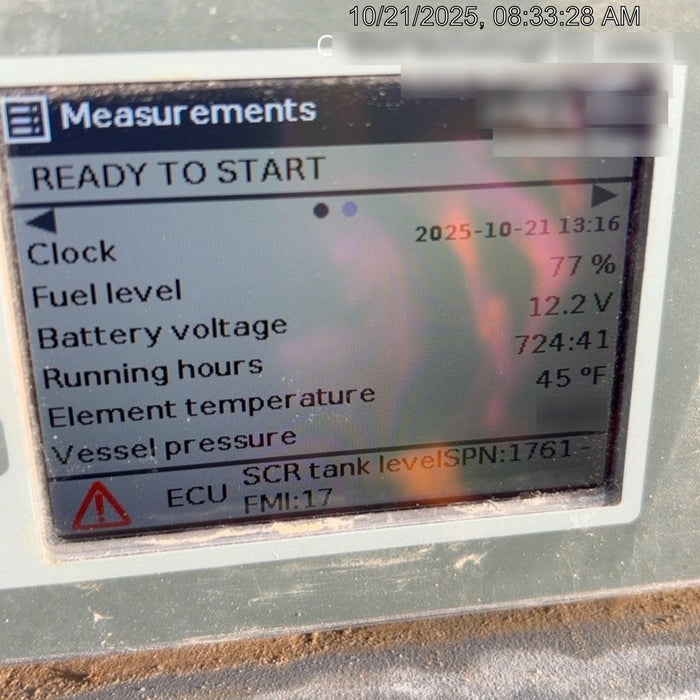 10/21/2025, 08:33:28 AM
Measurements
READY TO START
Clock 2025-10-21 13:16
Fuel level 77 %
Battery voltage 12.2 V
Running hours 724:41
Element temperature 45 °F
Vessel pressure
ECU SCR tank levelSPN:1761-
FMI:17